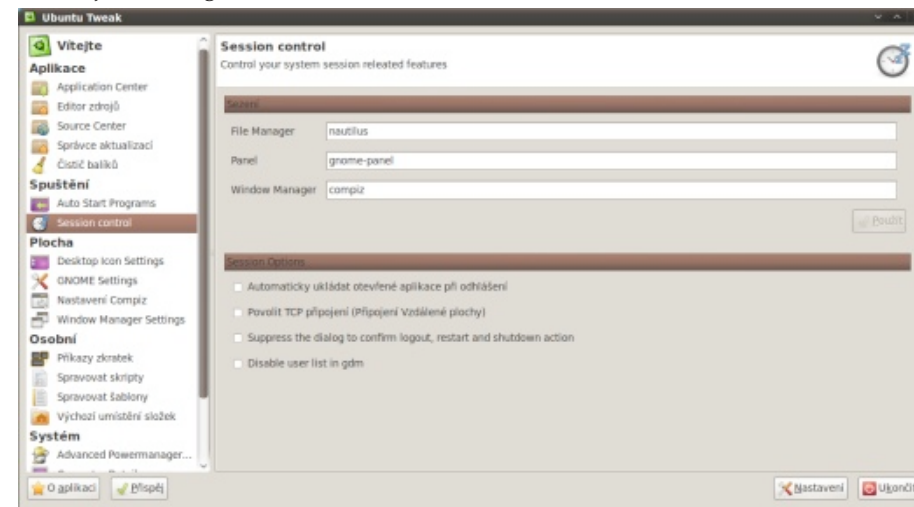 Ubuntu Tweak
Vítejte
Aplikace
Application Center
Editor zdrojů
Source Center
Správce aktualizací
Čistič balíků
Spuštění
Auto Start Programs
Session control
Plocha
Desktop Icon Settings
GNOME Settings
Nastavení Compiz
Window Manager Settings
Osobní
Příkazy zkratek
Spravovat skripty
Spravovat šablony
Výchozí umístění složek
Systém
Advanced Powermanager...
Session control
Control your system session releated features
Sezení
File Manager nautilus
Panel gnome-panel
Window Manager compiz
Použít
Session Options
Automaticky ukládat otevřené aplikace při odhlášení
Povolit TCP připojení (Připojení Vzdálené plochy)
Suppress the dialog to confirm logout, restart and shutdown action
Disable user list in gdm
O aplikaci Přispěj Nastavení Ukončit